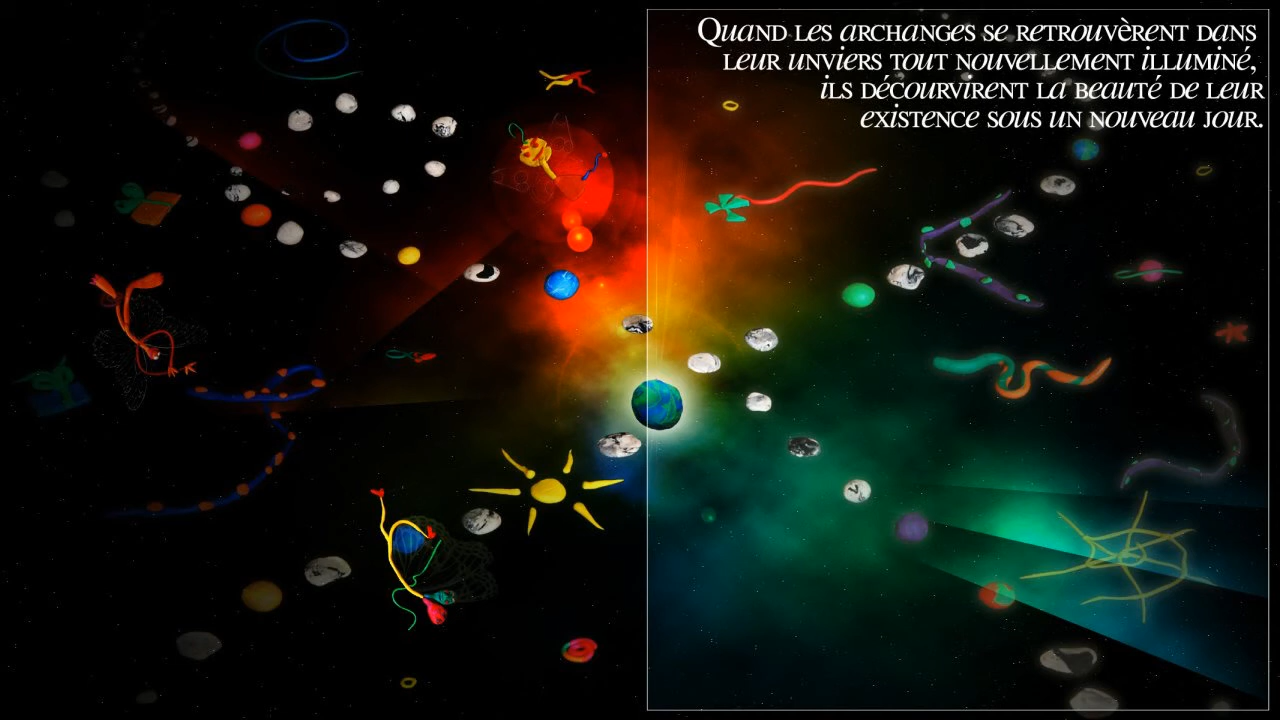 Quand les archanges se retrouvèrent dans
leur unviers tout nouvellement illuminé,
ils décourvirent la beauté de leur
existence sous un nouveau jour.